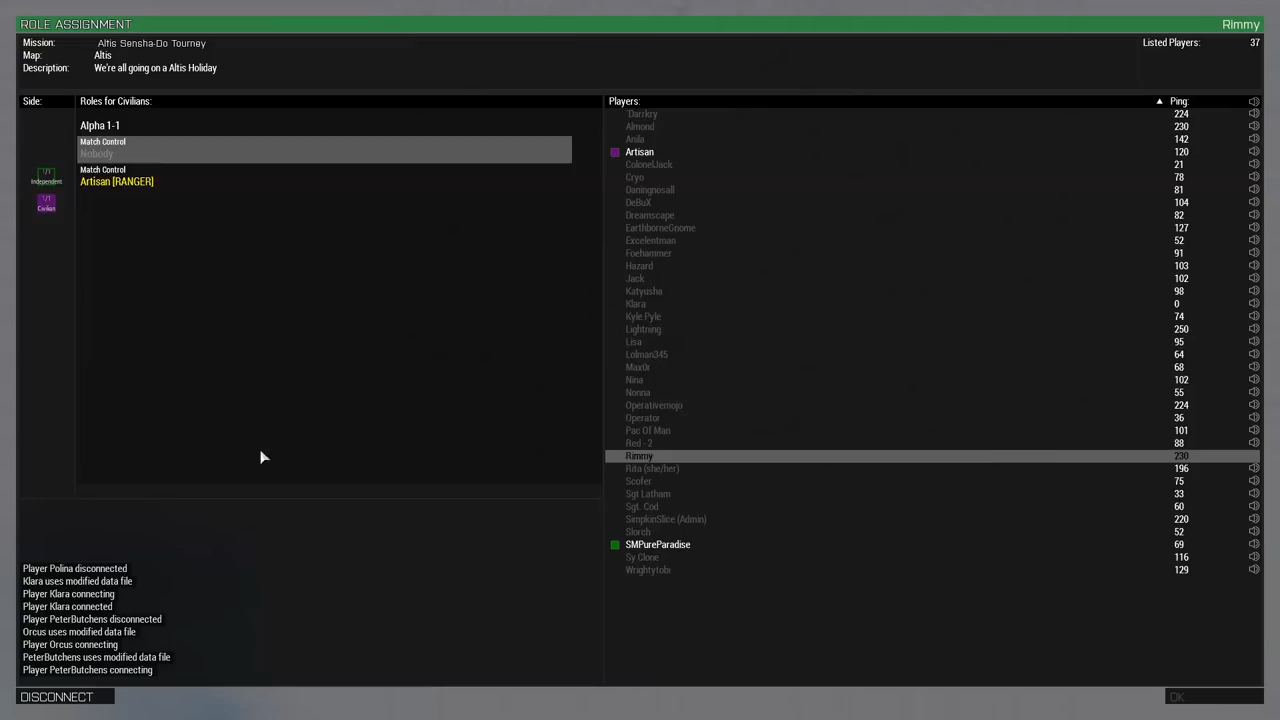 ROLE ASSIGNMENT Rimmy
Mission: Altis Sensha-Do Tourney Listed Players: 37
Map: Altis
Description: We're all going on a Altis Holiday
Side: Roles for Civilians: Players: Ping:
Alpha 1-1
Match Control
Nobody
Match Control
Artisan [RANGER]
1/1
Independent
1/1
Civilian
'Darrkry 224
Almond 230
Anila 142
Artisan 120
ColonelJack 21
Cryo 78
Daningnosall 81
DeBuX 104
Dreamscape 82
EarthborneGnome 127
Excelentman 52
Foehammer 91
Hazard 103
Jack 102
Katyusha 98
Klara 0
Kyle Pyle 74
Lightning 250
Lisa 95
Lolman345 64
Max0r 68
Nina 102
Nonna 55
Operativemojo 224
Operator 36
Pac Of Man 101
Red - 2 88
Rimmy 230
Rita (she/her) 196
Scofer 75
Sgt Latham 33
Sgt. Cod 60
SimpkinSlice (Admin) 220
Slorch 52
SMPureParadise 69
Sy Clone 116
Wrightytobi 129
Player Polina disconnected
Klara uses modified data file
Player Klara connecting
Player Klara connected
Player PeterButchens disconnected
Orcus uses modified data file
Player Orcus connecting
PeterButchens uses modified data file
Player PeterButchens connecting
DISCONNECT OK